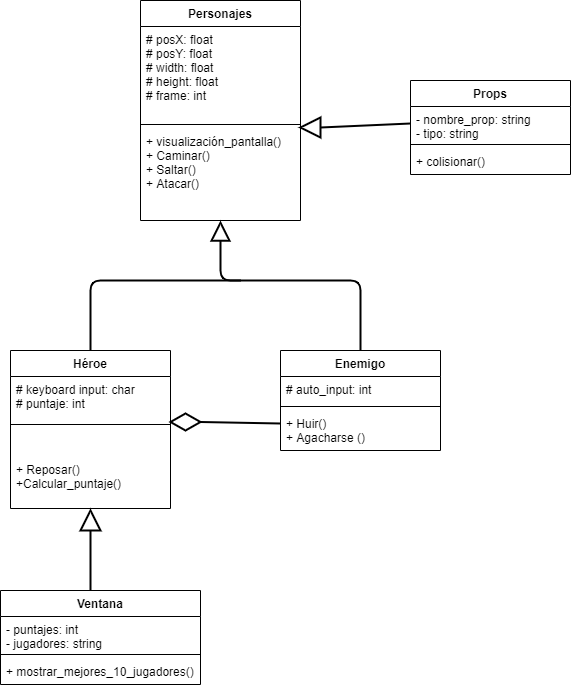 Personajes
# posX: float
# posY: float
# width: float
# height: float
# frame: int
+ visualización_pantalla()
+ Caminar()
+ Saltar()
+ Atacar()
Props
- nombre_prop: string
- tipo: string
+ colisionar()
Héroe
# keyboard input: char
# puntaje: int
+ Reposar()
+Calcular_puntaje()
Enemigo
# auto_input: int
+ Huir()
+ Agacharse ()
Ventana
- puntajes: int
- jugadores: string
+ mostrar_mejores_10_jugadores()